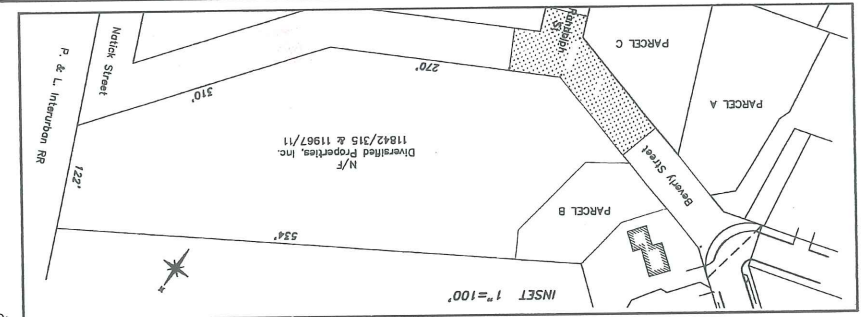 INSET 1"=100'
534'
PARCEL B
122'
N/F
Diversified Properties, Inc.
11842/315 & 11967/11
Beverly Street
PARCEL A
PARCEL C
310'
270'
Randolph
St
Natick Street
P. & L. Interurban RR